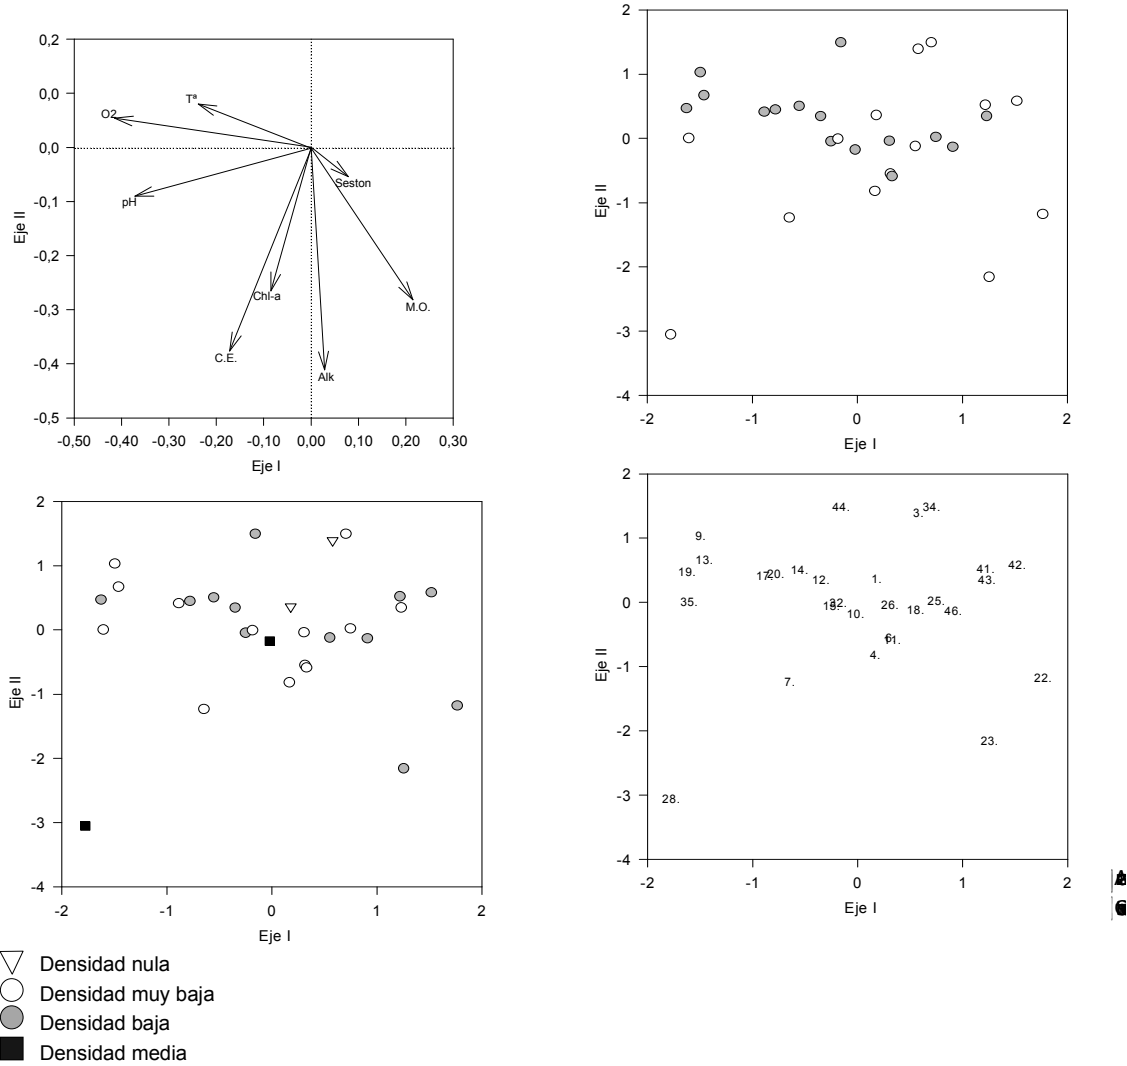 0,2
0,0
0,0
-0,1
-0,2
-0,3
-0,4
-0,5
Tª
O2
pH
Seston
Chl-a
M.O.
C.E.
Alk
Eje II
-0,50 -0,40 -0,30 -0,20 -0,10 0,00 0,10 0,20 0,30
Eje I
2
1
0
-1
-2
-3
-4
Eje II
-2 -1 0 1 2
Eje I
2
1
0
-1
-2
-3
-4
Eje II
-2 -1 0 1 2
Eje I
2
1
0
-1
-2
-3
-4
Eje II
44.
3. 34.
9.
13.
19.
17. 20. 14.
12.
1.
41. 42.
43.
35.
32.
10.
26.
18.
25.
46.
6.
11.
4.
7.
22.
23.
28.
-2 -1 0 1 2
Eje I
Densidad nula
Densidad muy baja
Densidad baja
Densidad media